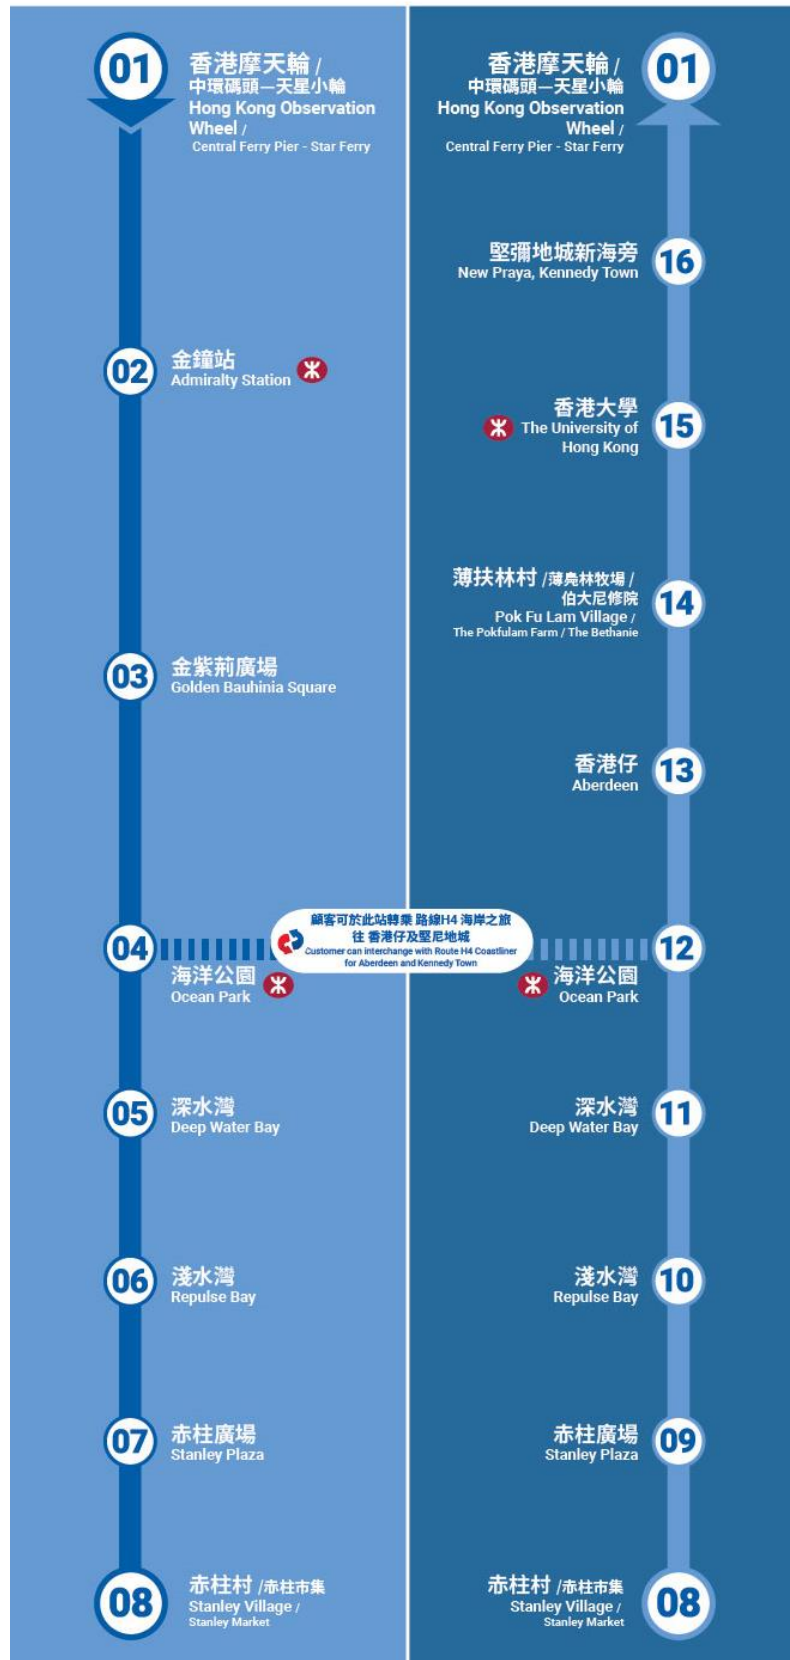 01
香港摩天輪 /
中環碼頭—天星小輪
Hong Kong Observation
Wheel /
Central Ferry Pier - Star Ferry
02
金鐘站
Admiralty Station
03
金紫荊廣場
Golden Bauhinia Square
04
海洋公園
Ocean Park
05
深水灣
Deep Water Bay
06
淺水灣
Repulse Bay
07
赤柱廣場
Stanley Plaza
08
赤柱村 /赤柱市集
Stanley Village /
Stanley Market
顧客可於此站轉乘 路線H4 海岸之旅
往 香港仔及堅尼地城
Customer can interchange with Route H4 Coastliner
for Aberdeen and Kennedy Town
香港摩天輪 /
中環碼頭—天星小輪
Hong Kong Observation
Wheel /
Central Ferry Pier - Star Ferry
01
堅彌地城新海旁
New Praya, Kennedy Town
16
香港大學
The University of
Hong Kong
15
薄扶林村 /薄鳧林牧場 /
伯大尼修院
Pok Fu Lam Village /
The Pokfulam Farm / The Bethanie
14
香港仔
Aberdeen
13
海洋公園
Ocean Park
12
深水灣
Deep Water Bay
11
淺水灣
Repulse Bay
10
赤柱廣場
Stanley Plaza
09
赤柱村 /赤柱市集
Stanley Village /
Stanley Market
08